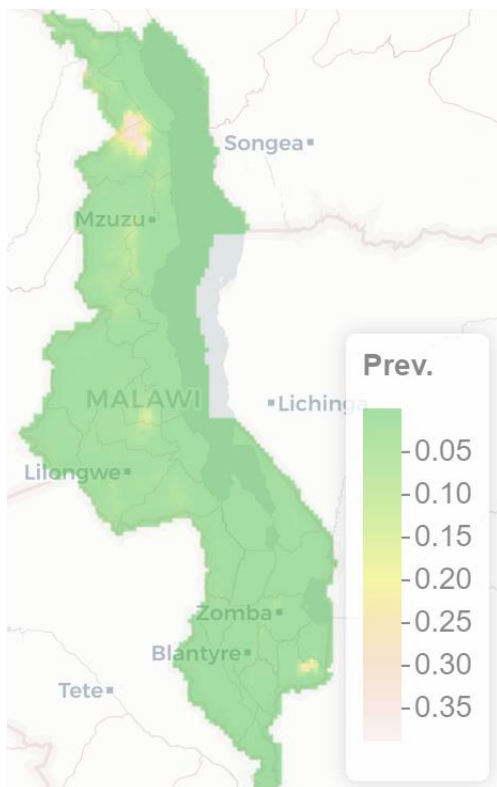 Songea
Mzuzu
Prev.
MALAWI
Lichinga
0.05
Lilongwe
0.10
0.15
0.20
Zomba
0.25
Blantyre
0.30
Tete
0.35